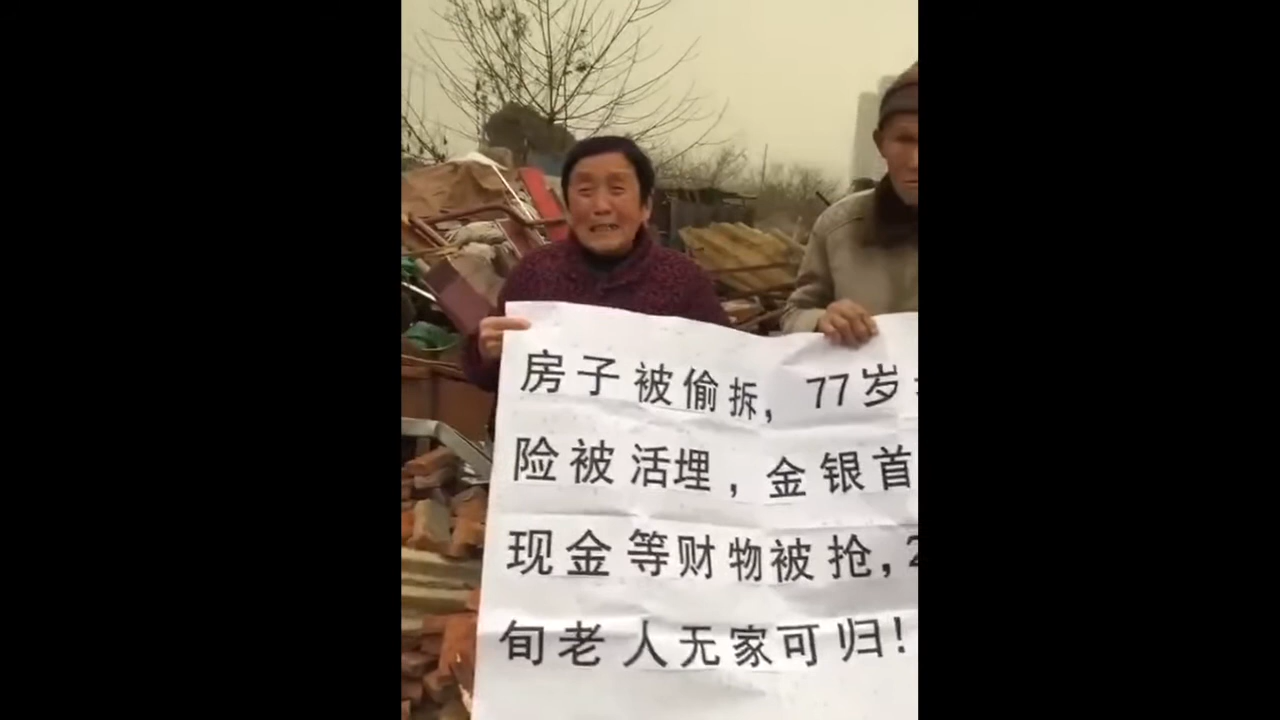 房子被偷拆，77岁
险被活埋，金银首
现金等财物被抢，2
旬老人无家可归！